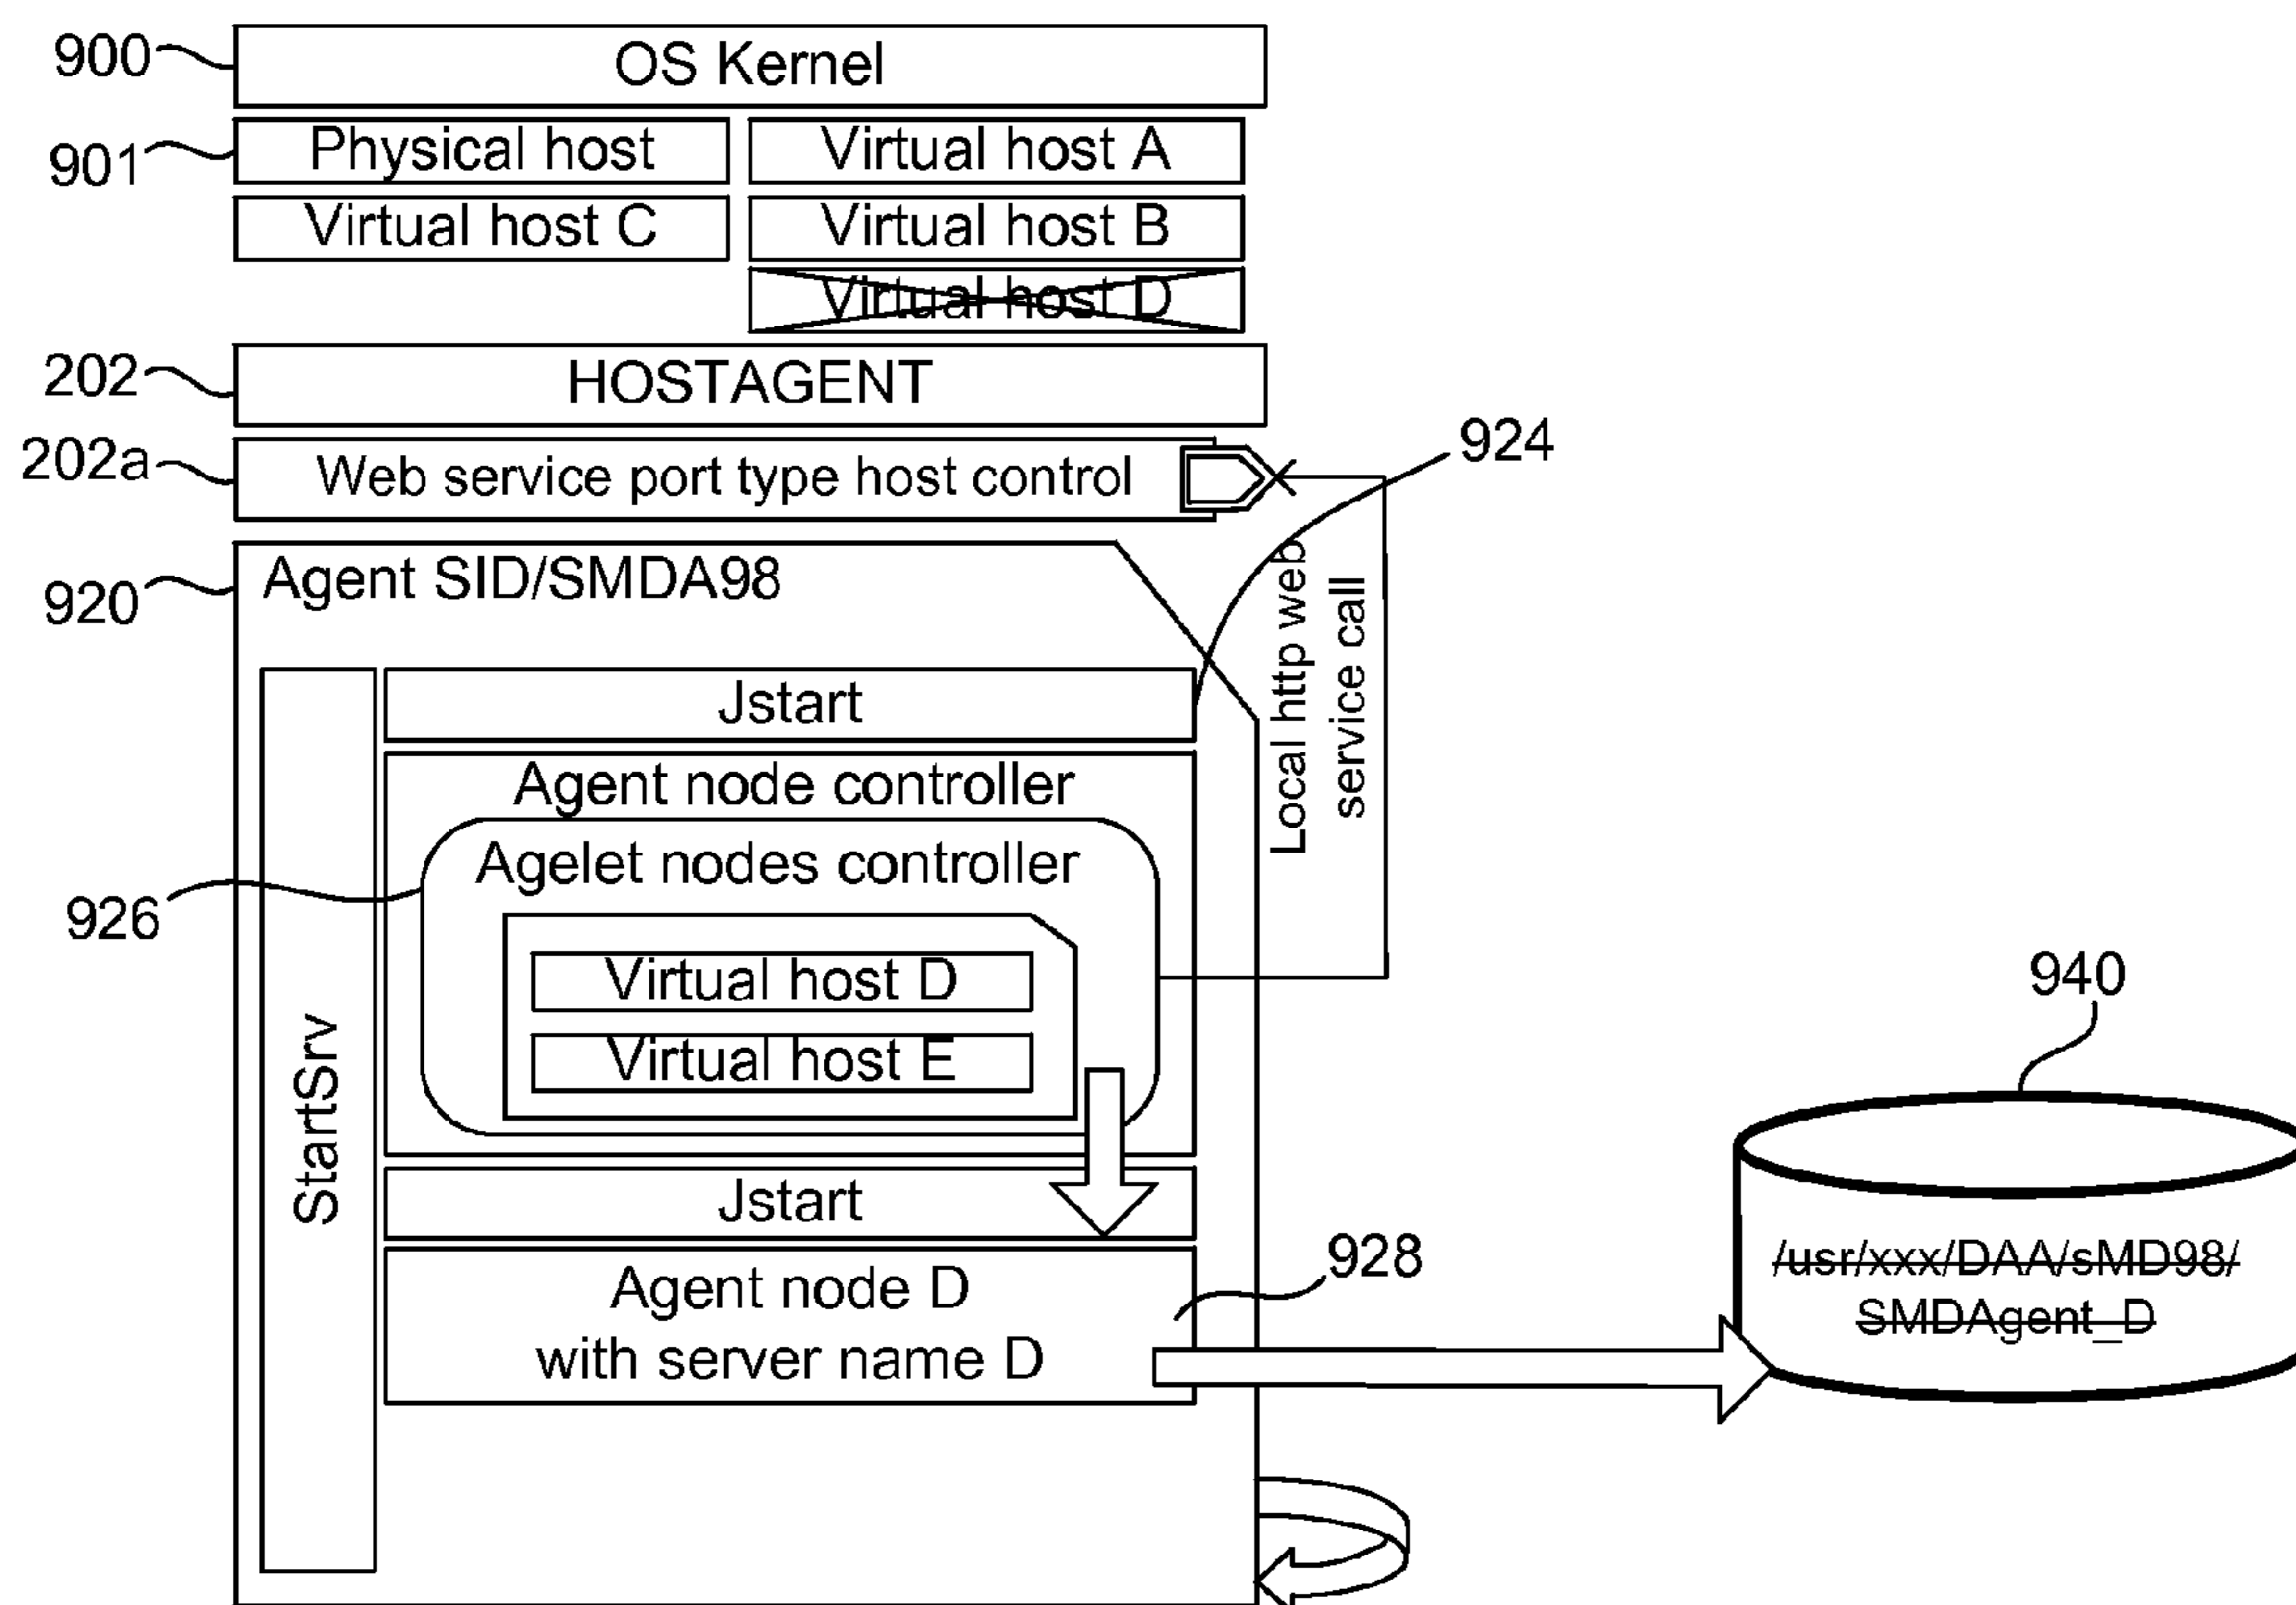 900
OS Kernel
901
Physical host
Virtual host A
Virtual host C
Virtual host B
Virtual host D
202
HOSTAGENT
202a
Web service port type host control
924
920
Agent SID/SMDA98
Local http web
service call
Jstart
Agent node controller
Agelet nodes controller
926
Virtual host D
Virtual host E
StartSrv
Jstart
Agent node D
with server name D
928
940
/usr/xxx/DAA/sMD98/
SMDAgent_D